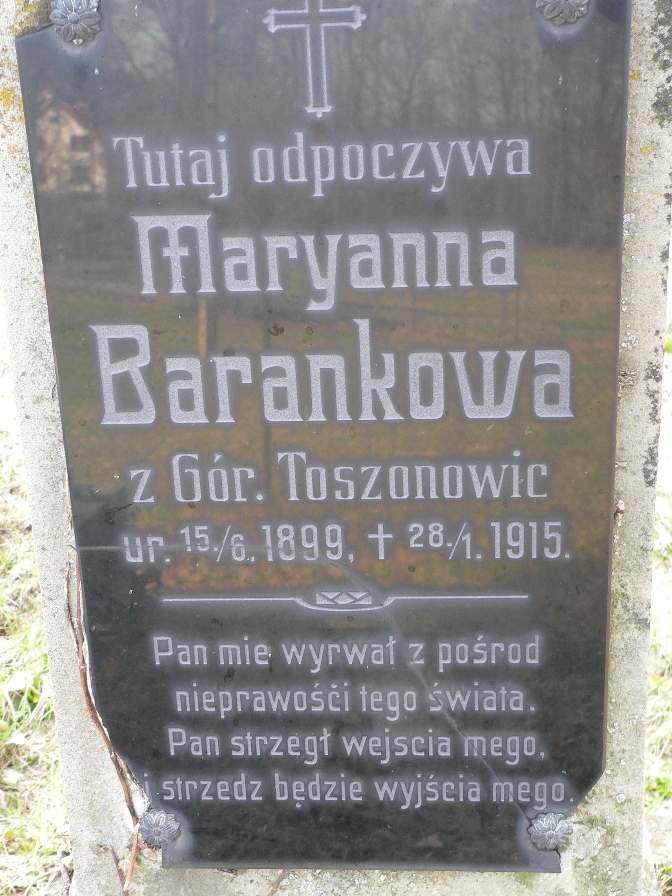 Tutaj odpoczywa
Maryanna
Barankowa
z Gór. Toszonowic
ur. 15./6. 1899, † 28./1. 1915.
Pan mie wyrwał z pośrod
nieprawośći tego świata.
Pan strzegł wejscia mego,
i strzedz będzie wyjścia mego.